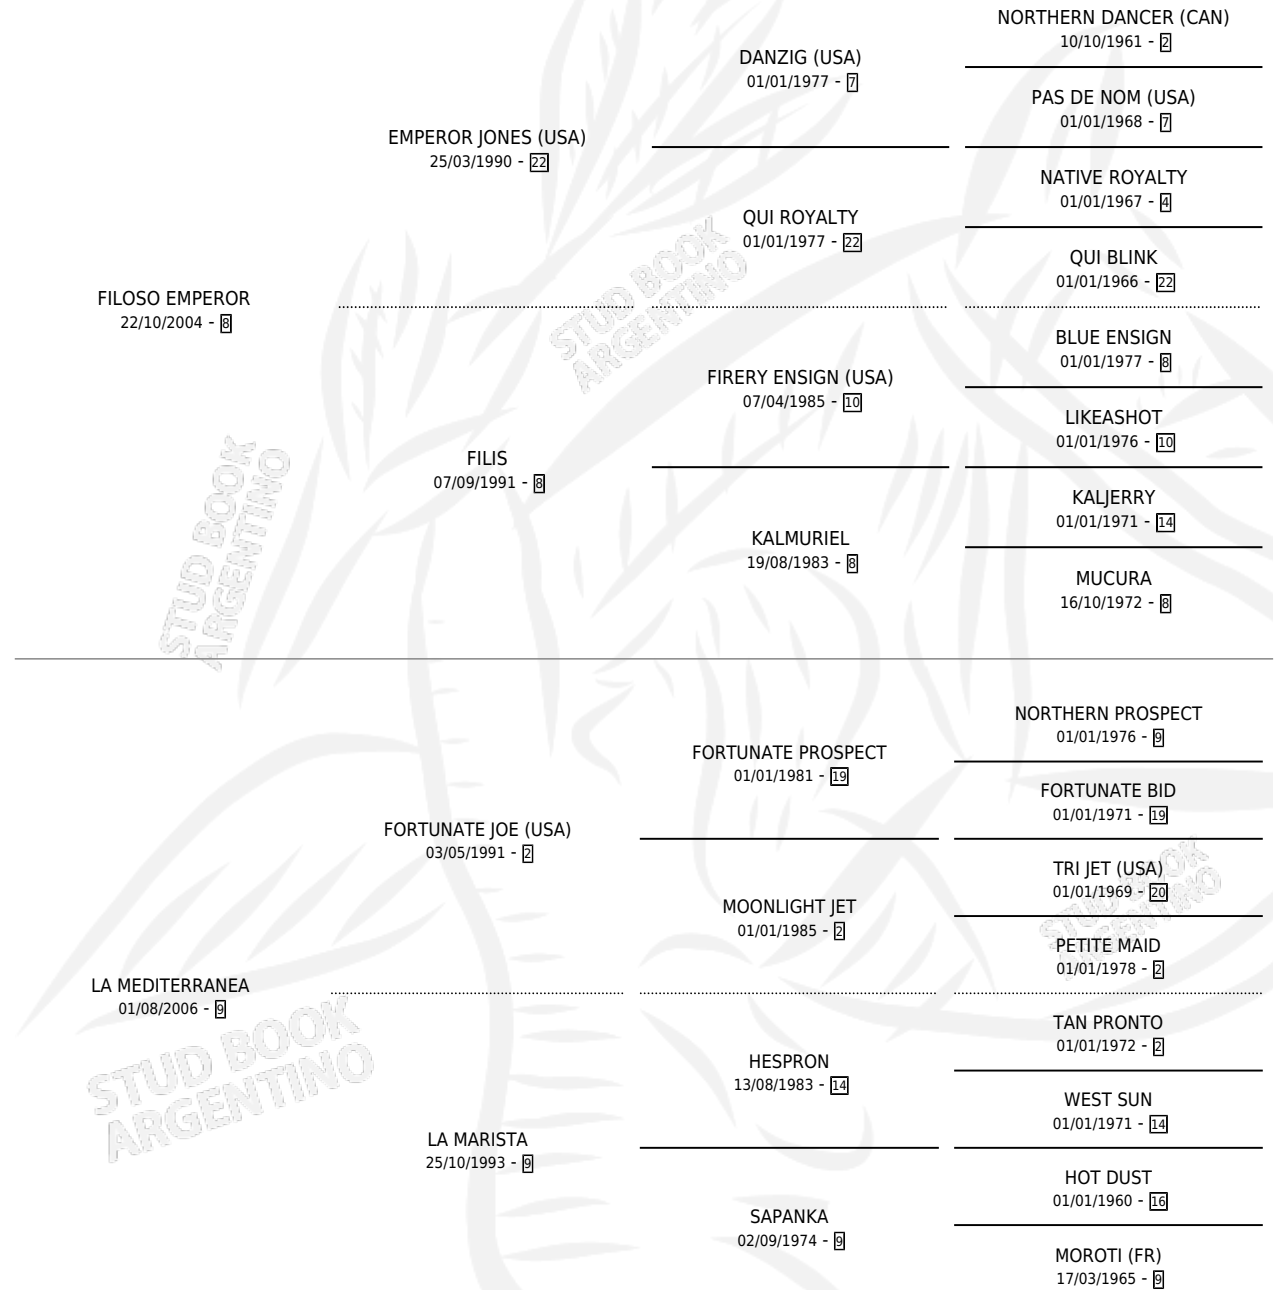 NORTHERN DANCER (CAN)
10/10/1961 - 2
DANZIG (USA)
01/01/1977 - 7
PAS DE NOM (USA)
01/01/1968 - 7
EMPEROR JONES (USA)
25/03/1990 - 22
NATIVE ROYALTY
01/01/1967 - 4
QUI ROYALTY
01/01/1977 - 22
QUI BLINK
01/01/1966 - 22
FILOSO EMPEROR
22/10/2004 - 8
BLUE ENSIGN
01/01/1977 - 8
FIRERY ENSIGN (USA)
07/04/1985 - 10
LIKEASHOT
01/01/1976 - 10
FILIS
07/09/1991 - 8
KALJERRY
01/01/1971 - 14
KALMURIEL
19/08/1983 - 8
MUCURA
16/10/1972 - 8
STUD BOOK
ARGENTINO
STUD BOOK
ARGENTINO
NORTHERN PROSPECT
01/01/1976 - 9
FORTUNATE PROSPECT
01/01/1981 - 19
FORTUNATE BID
01/01/1971 - 19
FORTUNATE JOE (USA)
03/05/1991 - 2
TRI JET (USA)
01/01/1969 - 20
MOONLIGHT JET
01/01/1985 - 2
PETITE MAID
01/01/1978 - 2
LA MEDITERRANEA
01/08/2006 - 9
TAN PRONTO
01/01/1972 - 2
HESPRON
13/08/1983 - 14
WEST SUN
01/01/1971 - 14
LA MARISTA
25/10/1993 - 9
HOT DUST
01/01/1960 - 16
SAPANKA
02/09/1974 - 9
MOROTI (FR)
17/03/1965 - 9
STUD BOOK
ARGENTINO
STUD BOOK
ARGENTINO